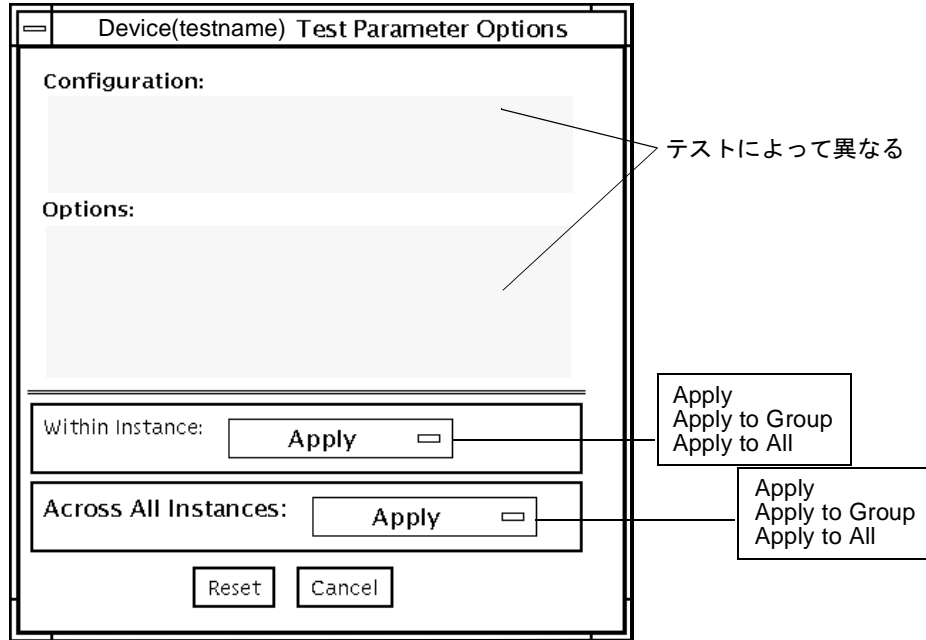 Device(testname) Test Parameter Options
Configuration:
テストによって異なる
Options:
Within Instance:
Apply
Apply
Apply to Group
Apply to All
Across All Instances:
Apply
Apply
Apply to Group
Apply to All
Reset
Cancel